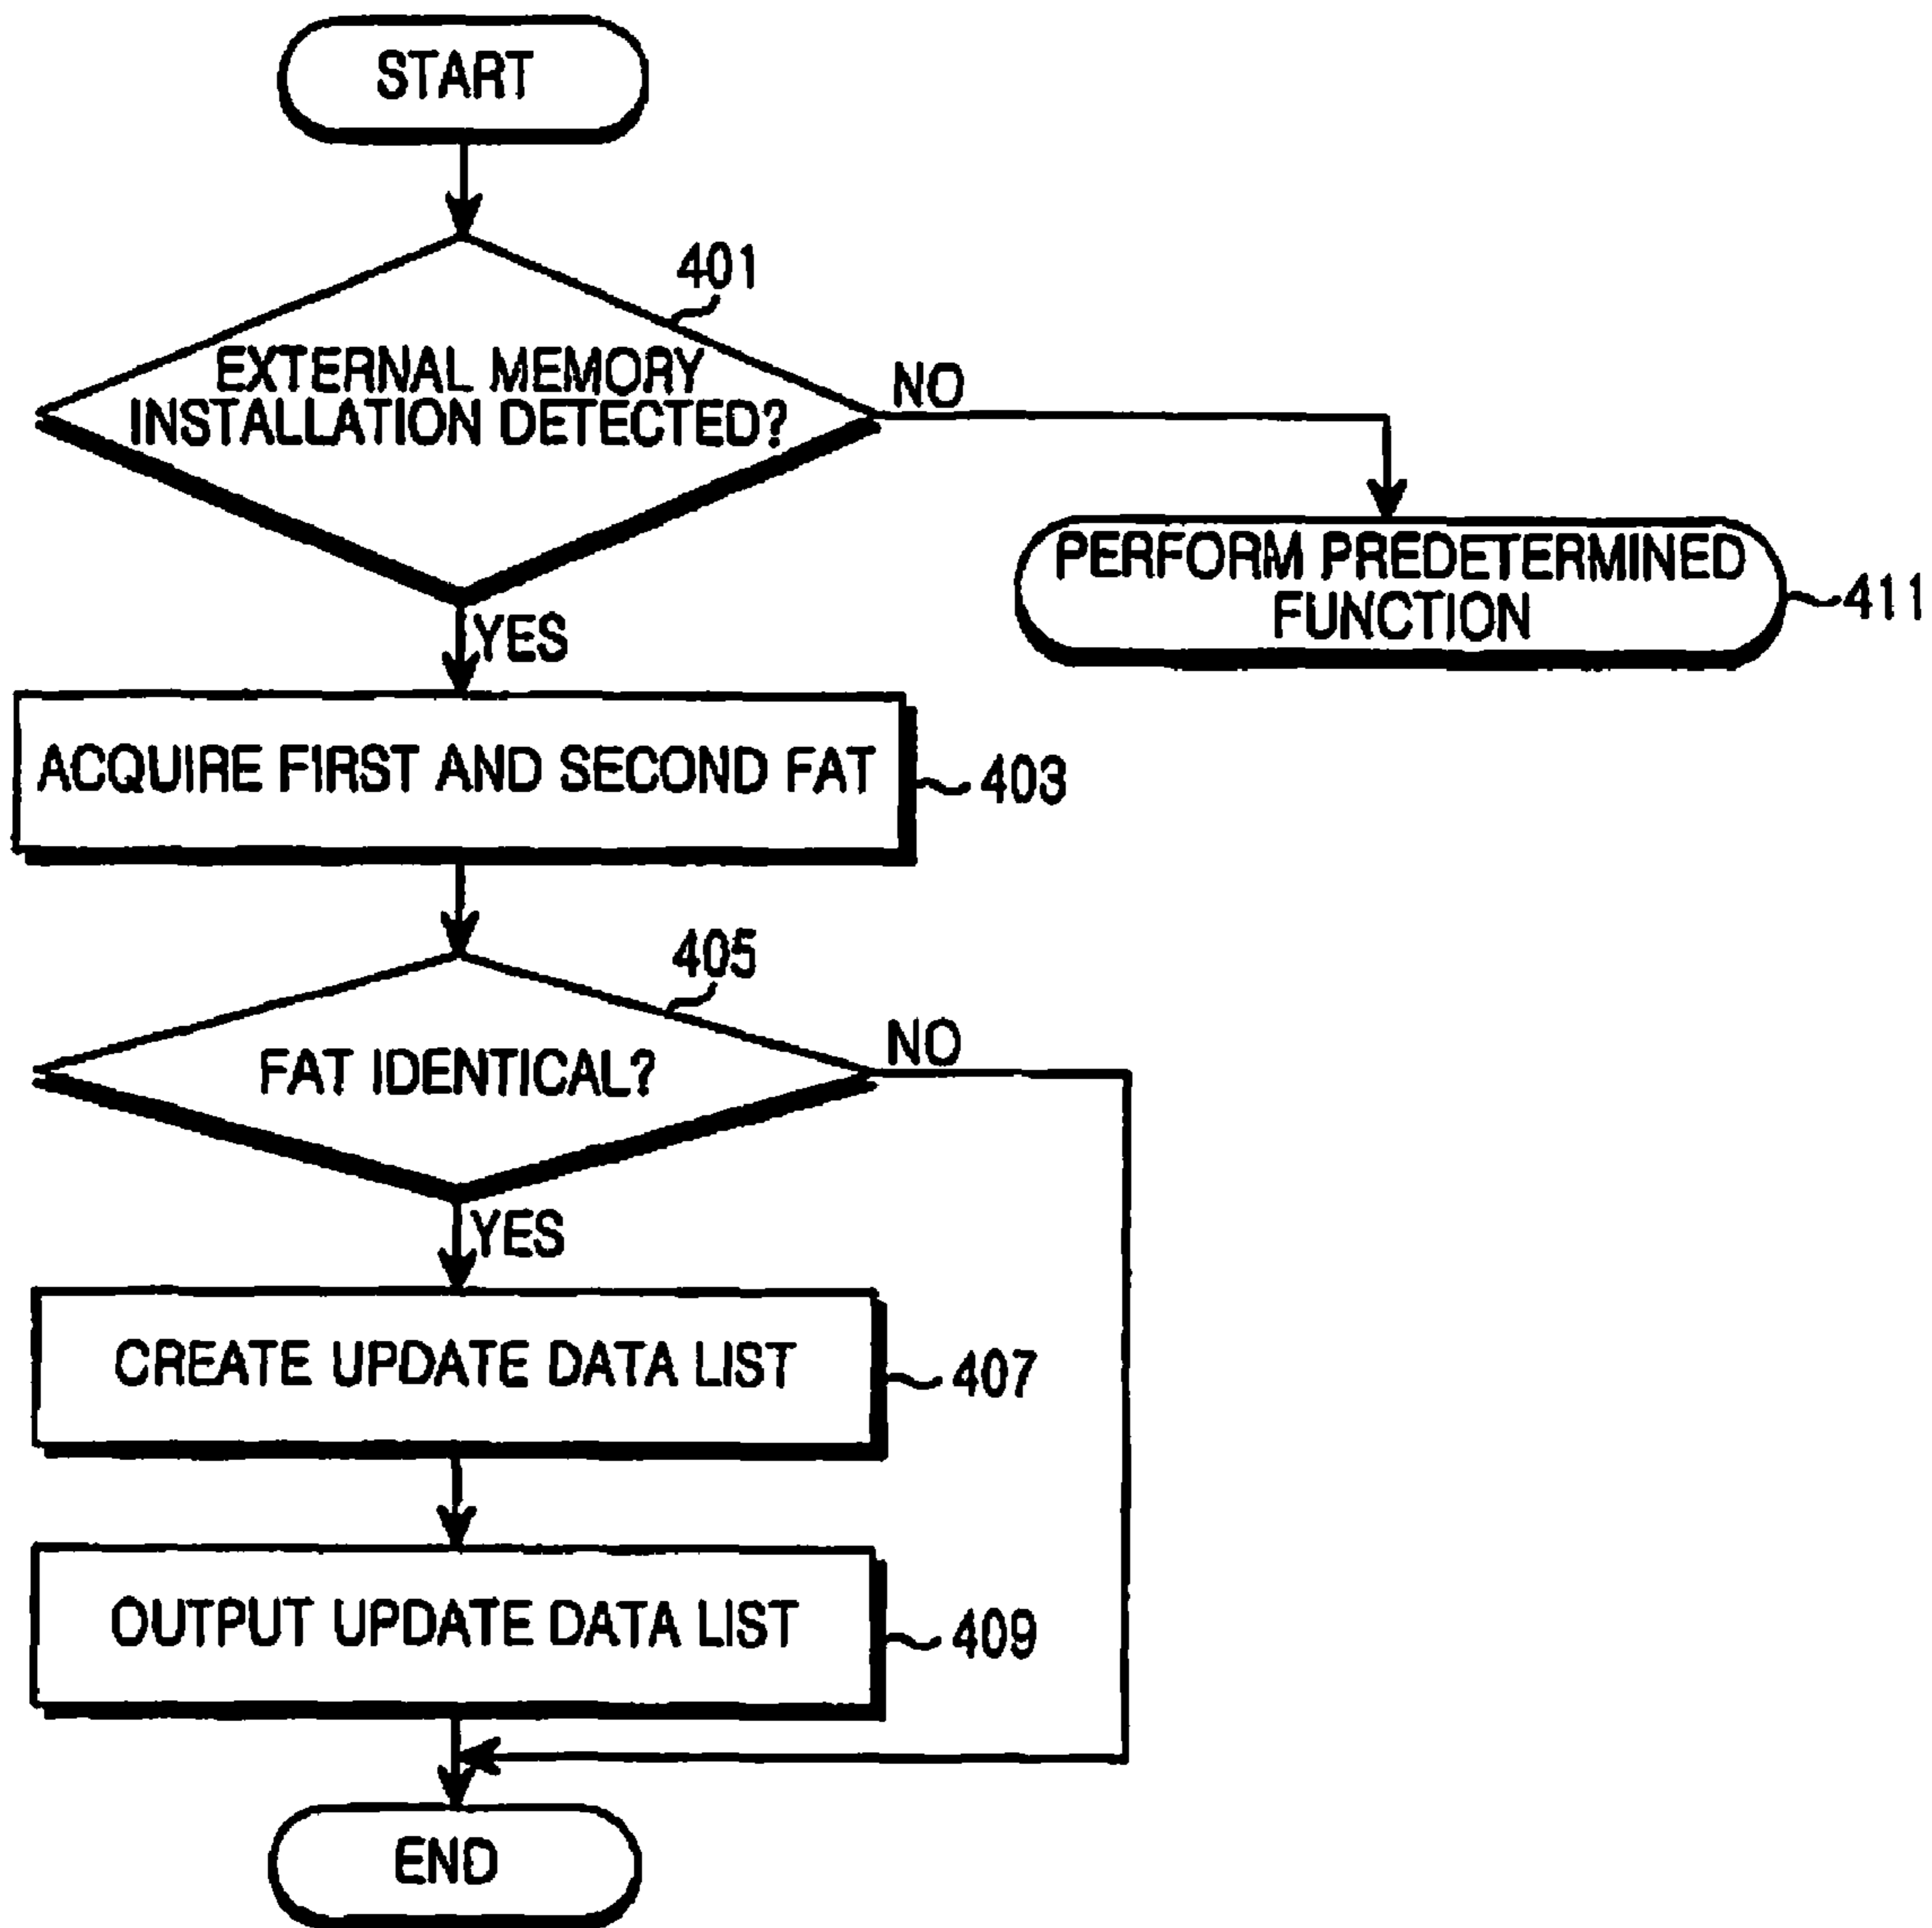 START
401
EXTERNAL MEMORY
INSTALLATION DETECTED?
NO
PERFORM PREDETERMINED
FUNCTION
411
YES
ACQUIRE FIRST AND SECOND FAT
403
405
FAT IDENTICAL?
NO
YES
CREATE UPDATE DATA LIST
407
OUTPUT UPDATE DATA LIST
409
END